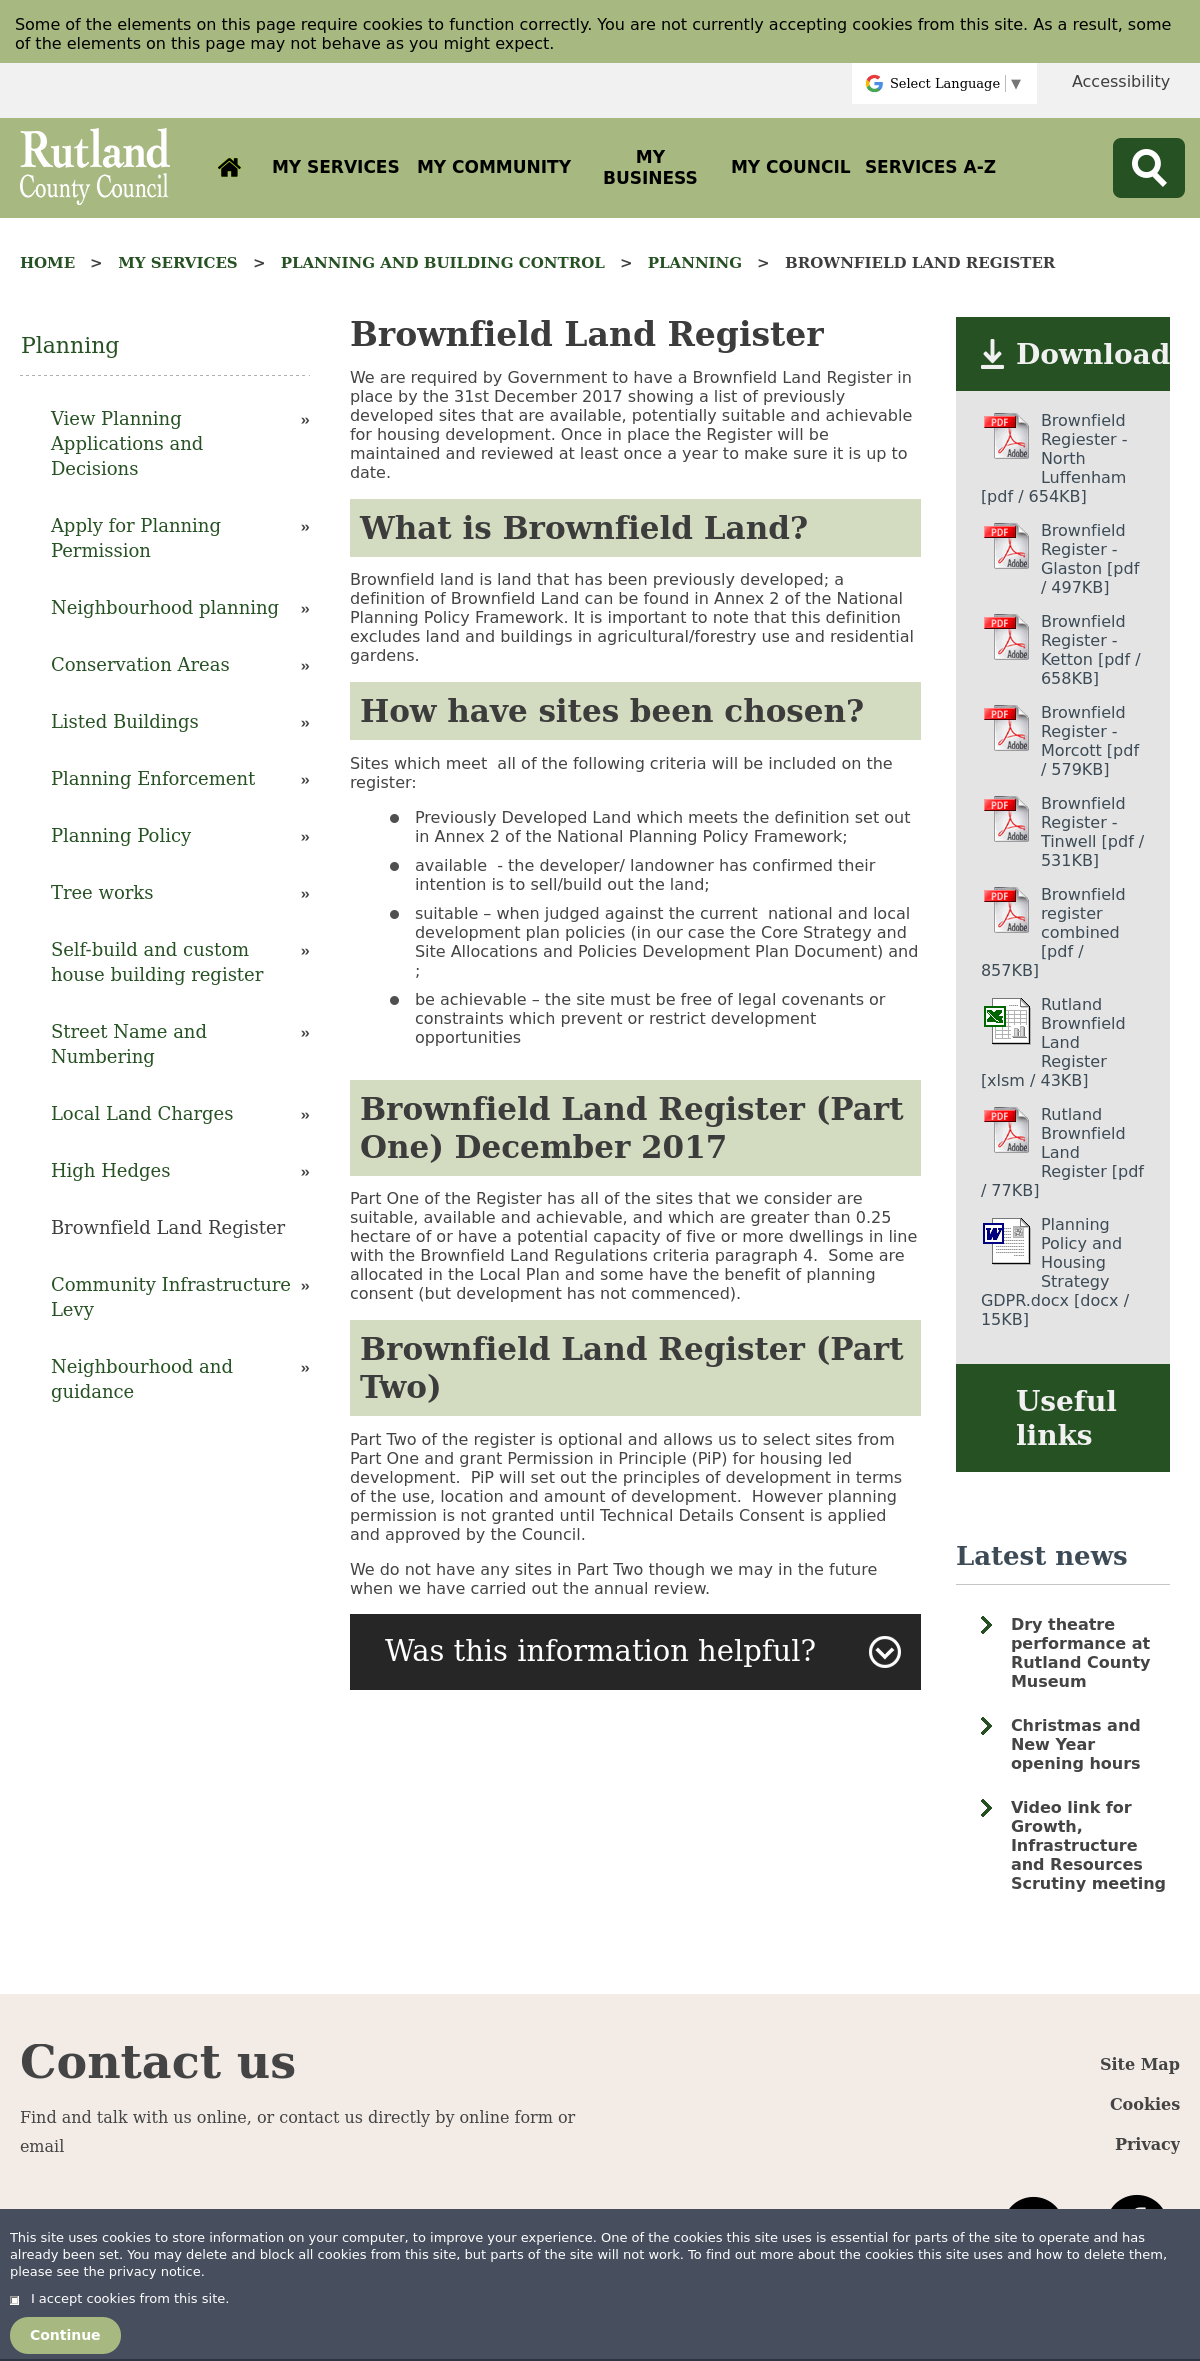 Some of the elements on this page require cookies to function correctly. You are not currently accepting cookies from this site. As a result, some
of the elements on this page may not behave as you might expect.
Select Language ▼
Accessibility
Rutland
County Council
MY SERVICES
MY COMMUNITY
MY
BUSINESS
MY COUNCIL
SERVICES A-Z
HOME > MY SERVICES > PLANNING AND BUILDING CONTROL > PLANNING > BROWNFIELD LAND REGISTER
Planning
View Planning »
Applications and
Decisions
Apply for Planning »
Permission
Neighbourhood planning »
Conservation Areas »
Listed Buildings »
Planning Enforcement »
Planning Policy »
Tree works »
Self-build and custom »
house building register
Street Name and »
Numbering
Local Land Charges »
High Hedges »
Brownfield Land Register
Community Infrastructure »
Levy
Neighbourhood and »
guidance
Brownfield Land Register
We are required by Government to have a Brownfield Land Register in
place by the 31st December 2017 showing a list of previously
developed sites that are available, potentially suitable and achievable
for housing development. Once in place the Register will be
maintained and reviewed at least once a year to make sure it is up to
date.
What is Brownfield Land?
Brownfield land is land that has been previously developed; a
definition of Brownfield Land can be found in Annex 2 of the National
Planning Policy Framework. It is important to note that this definition
excludes land and buildings in agricultural/forestry use and residential
gardens.
How have sites been chosen?
Sites which meet  all of the following criteria will be included on the
register:
● Previously Developed Land which meets the definition set out
in Annex 2 of the National Planning Policy Framework;
● available  - the developer/ landowner has confirmed their
intention is to sell/build out the land;
● suitable – when judged against the current  national and local
development plan policies (in our case the Core Strategy and
Site Allocations and Policies Development Plan Document) and
;
● be achievable – the site must be free of legal covenants or
constraints which prevent or restrict development
opportunities
Brownfield Land Register (Part
One) December 2017
Part One of the Register has all of the sites that we consider are
suitable, available and achievable, and which are greater than 0.25
hectare of or have a potential capacity of five or more dwellings in line
with the Brownfield Land Regulations criteria paragraph 4.  Some are
allocated in the Local Plan and some have the benefit of planning
consent (but development has not commenced).
Brownfield Land Register (Part
Two)
Part Two of the register is optional and allows us to select sites from
Part One and grant Permission in Principle (PiP) for housing led
development.  PiP will set out the principles of development in terms
of the use, location and amount of development.  However planning
permission is not granted until Technical Details Consent is applied
and approved by the Council.
We do not have any sites in Part Two though we may in the future
when we have carried out the annual review.
Was this information helpful?
Download
PDF Adobe
Brownfield
Regiester -
North
Luffenham
[pdf / 654KB]
PDF Adobe
Brownfield
Register -
Glaston [pdf
/ 497KB]
PDF Adobe
Brownfield
Register -
Ketton [pdf /
658KB]
PDF Adobe
Brownfield
Register -
Morcott [pdf
/ 579KB]
PDF Adobe
Brownfield
Register -
Tinwell [pdf /
531KB]
PDF Adobe
Brownfield
register
combined
[pdf /
857KB]
Rutland
Brownfield
Land
Register
[xlsm / 43KB]
PDF Adobe
Rutland
Brownfield
Land
Register [pdf
/ 77KB]
Planning
Policy and
Housing
Strategy
GDPR.docx [docx /
15KB]
Useful
links
Latest news
Dry theatre
performance at
Rutland County
Museum
Christmas and
New Year
opening hours
Video link for
Growth,
Infrastructure
and Resources
Scrutiny meeting
Contact us
Find and talk with us online, or contact us directly by online form or
email
Site Map
Cookies
Privacy
This site uses cookies to store information on your computer, to improve your experience. One of the cookies this site uses is essential for parts of the site to operate and has
already been set. You may delete and block all cookies from this site, but parts of the site will not work. To find out more about the cookies this site uses and how to delete them,
please see the privacy notice.
I accept cookies from this site.
Continue